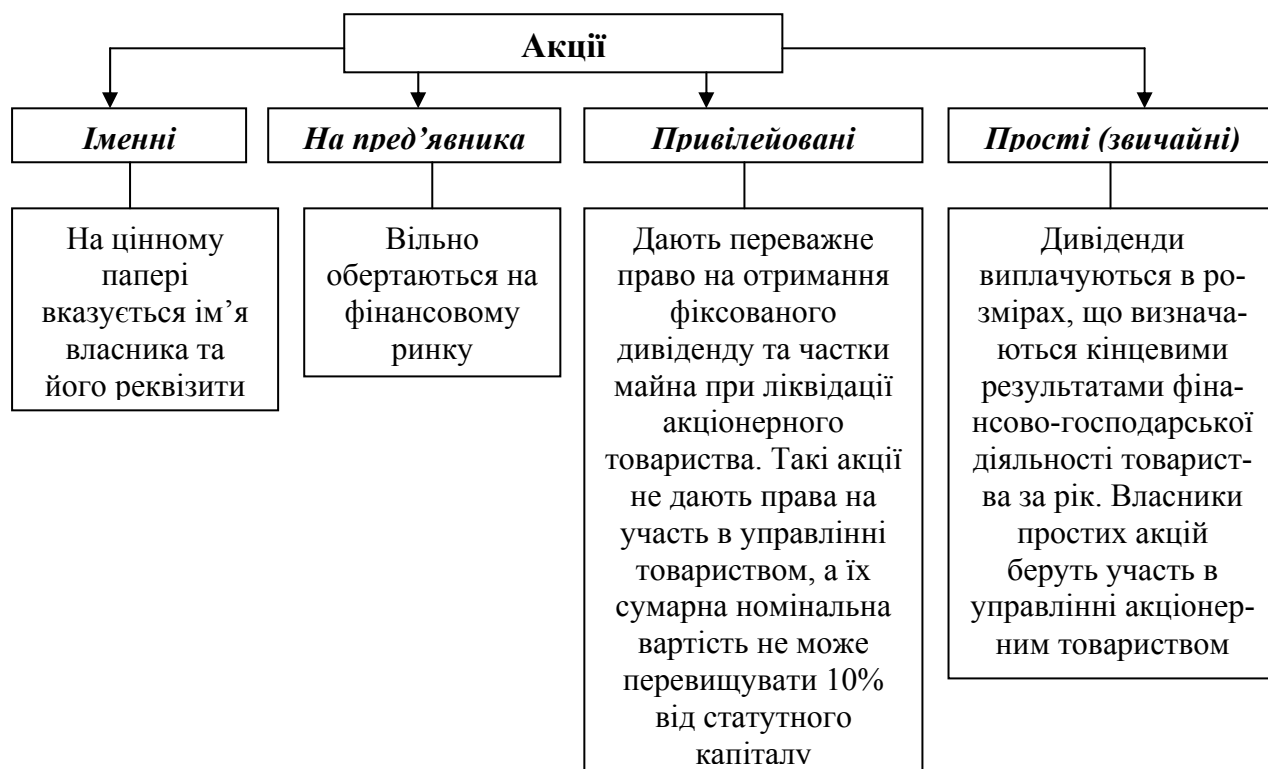 Акції
Іменні
На пред’явника
Привілейовані
Прості (звичайні)
На цінному
папері
вказується ім’я
власника та
його реквізити
Вільно
обертаються на
фінансовому
ринку
Дають переважне
право на отримання
фіксованого
дивіденду та частки
майна при ліквідації
акціонерного
товариства. Такі акції
не дають права на
участь в управлінні
товариством, а їх
сумарна номінальна
вартість не може
перевищувати 10%
від статутного
капіталу
Дивіденди
виплачуються в ро-
змірах, що визнача-
ються кінцевими
результатами фіна-
нсово-господарської
діяльності товарист-
ва за рік. Власники
простих акцій
беруть участь в
управлінні акціонер-
ним товариством